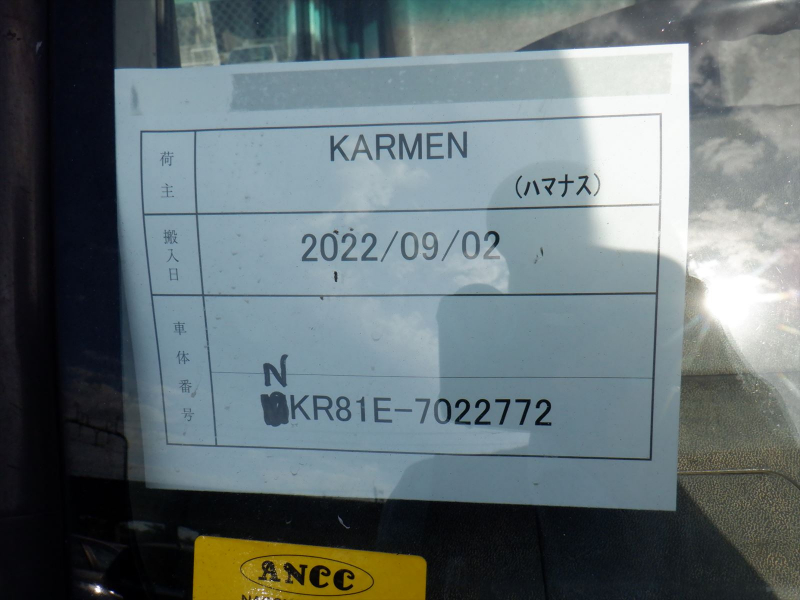 荷主
KARMEN
(ハマナス)
搬入日
2022/09/02
車体番号
N
KR81E-7022772
ANCC